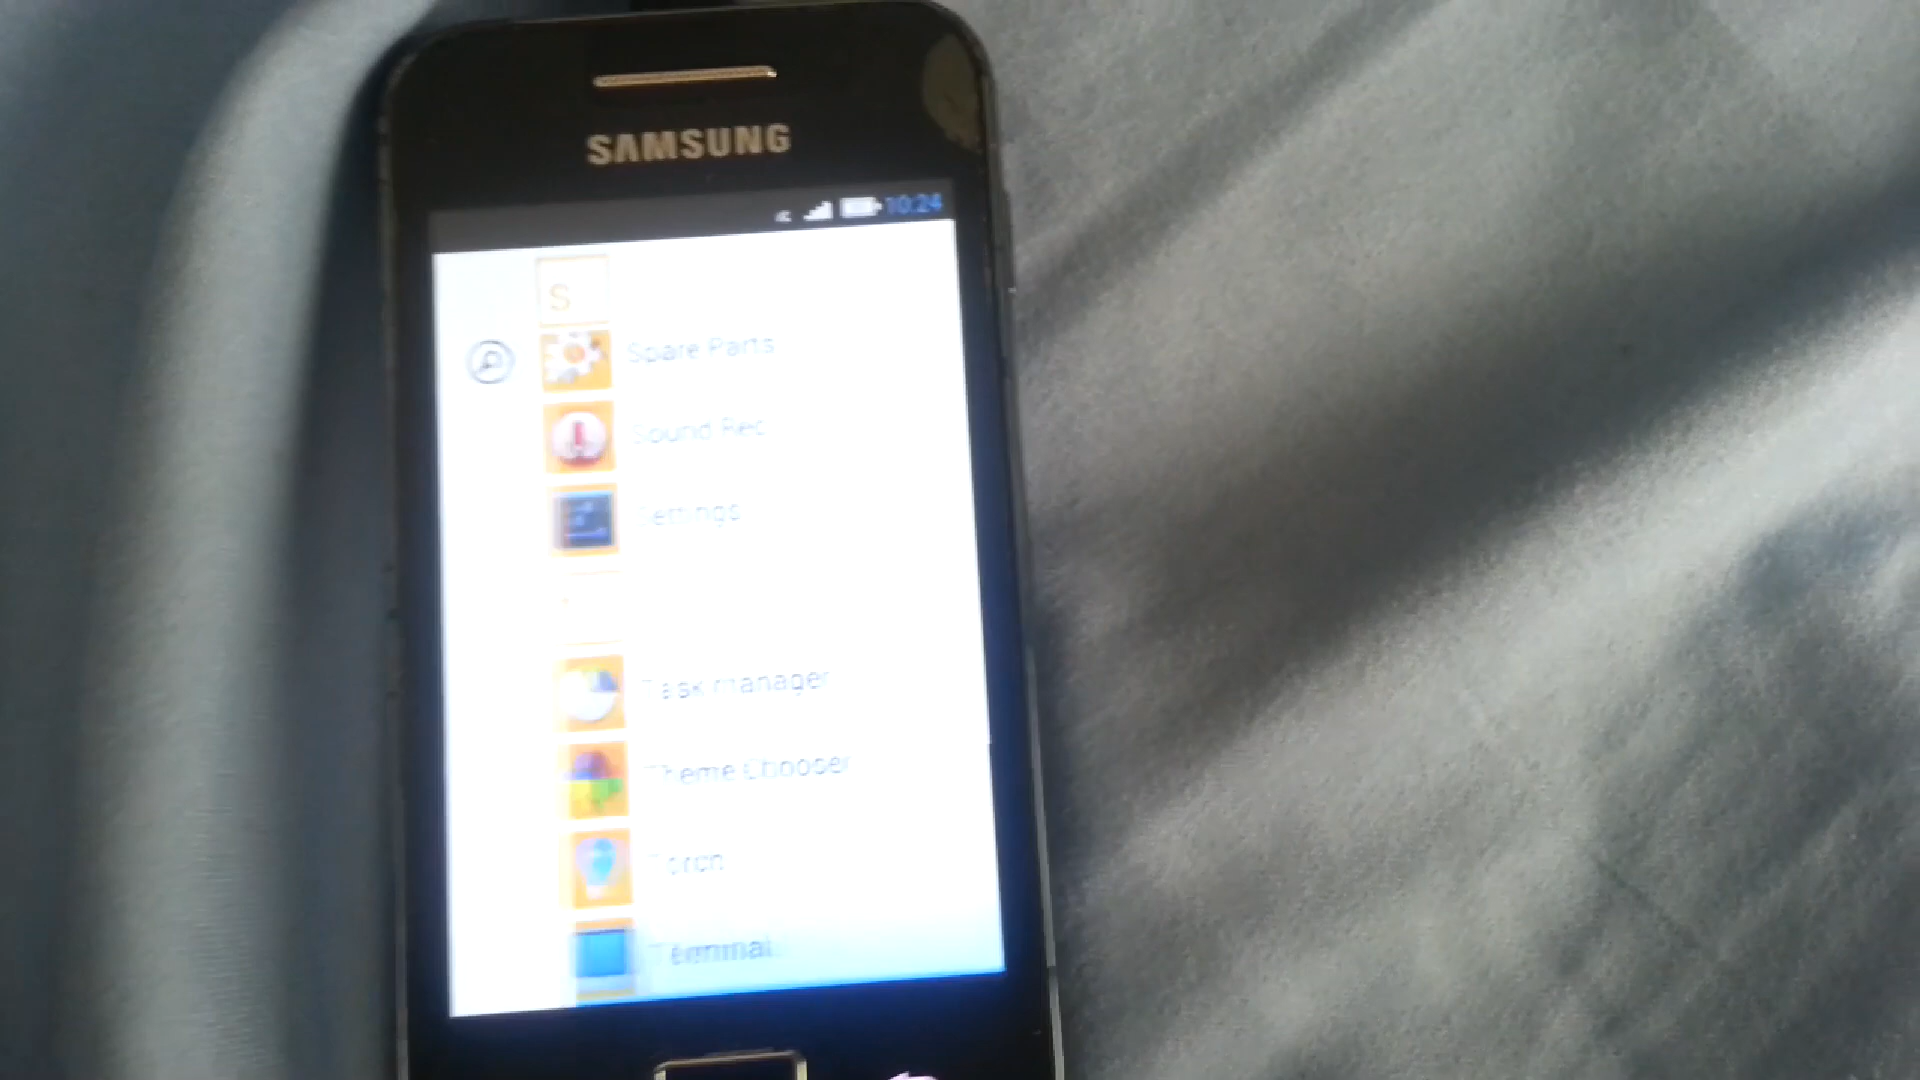 SAMSUNG
10:24
S
Spare Parts
Sound Rec
Settings
Task manager
Theme Chooser
Torch
Terminal